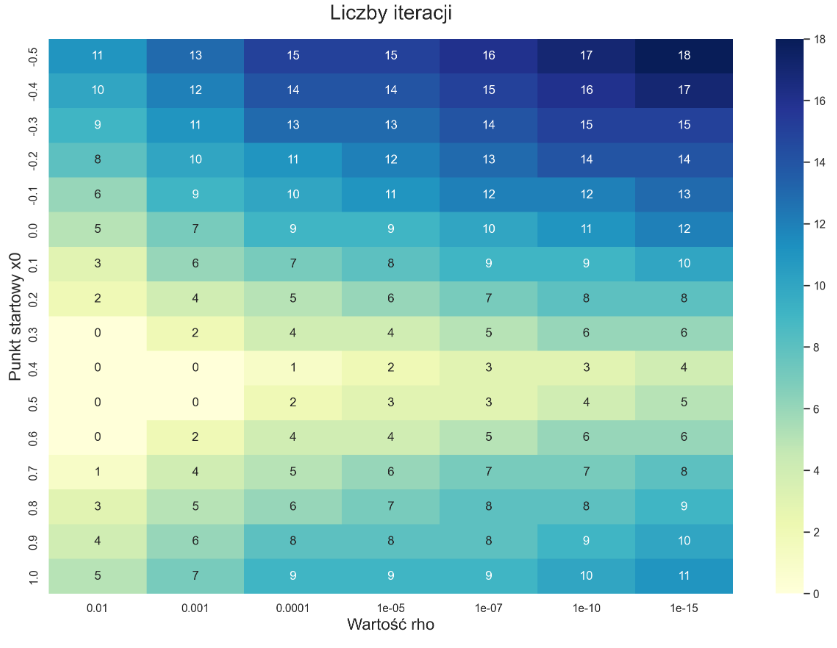 Liczby iteracji
-0.5 11 13 15 15 16 17 18
-0.4 10 12 14 14 15 16 17
-0.3 9 11 13 13 14 15 15
-0.2 8 10 11 12 13 14 14
-0.1 6 9 10 11 12 12 13
0.0 5 7 9 9 10 11 12
0.1 3 6 7 8 9 9 10
0.2 2 4 5 6 7 8 8
0.3 0 2 4 4 5 6 6
0.4 0 0 1 2 3 3 4
0.5 0 0 2 3 3 4 5
0.6 0 2 4 4 5 6 6
0.7 1 4 5 6 7 7 8
0.8 3 5 6 7 8 8 9
0.9 4 6 8 8 8 9 10
1.0 5 7 9 9 9 10 11
0.01 0.001 0.0001 1e-05 1e-07 1e-10 1e-15
Wartość rho
Punkt startowy x0
18
16
14
12
10
8
6
4
2
0